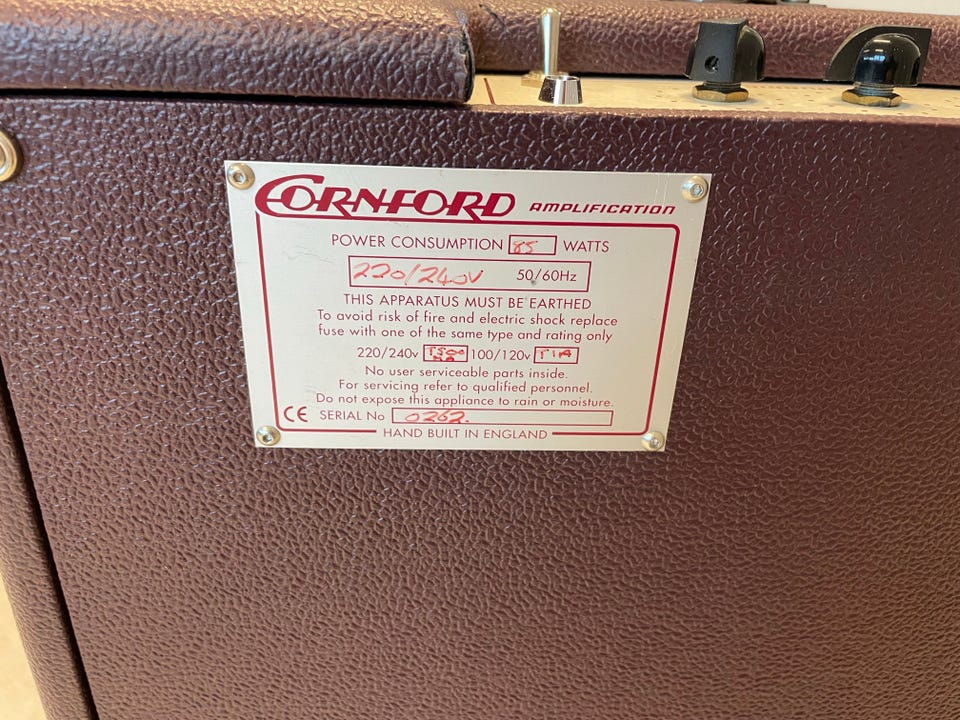 CORNFORD AMPLIFICATION
POWER CONSUMPTION 85 WATTS
220/240V 50/60Hz
THIS APPARATUS MUST BE EARTHED
To avoid risk of fire and electric shock replace
fuse with one of the same type and rating only
220/240v T500 mA 100/120v T1A
No user serviceable parts inside.
For servicing refer to qualified personnel.
Do not expose this appliance to rain or moisture.
CE SERIAL No 0262.
HAND BUILT IN ENGLAND